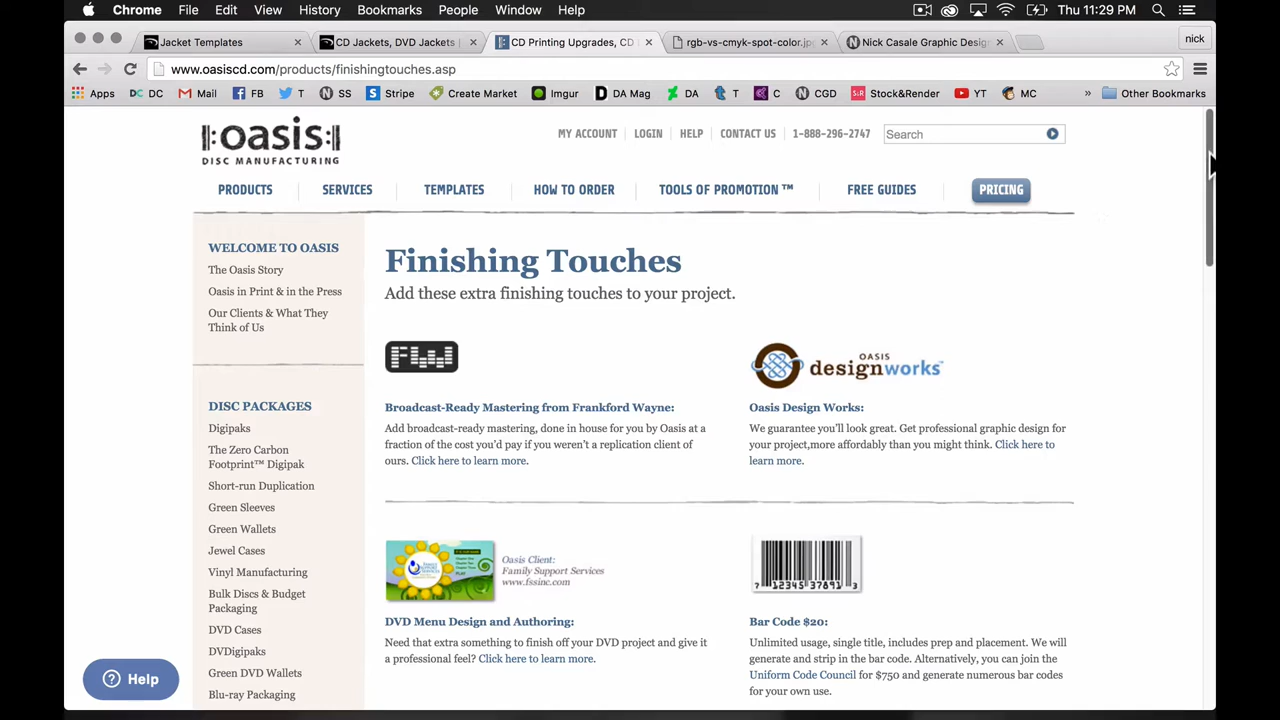 Chrome File Edit View History Bookmarks People Window Help Thu 11:29 PM
Jacket Templates CD Jackets, DVD Jackets CD Printing Upgrades, CD rgb-vs-cmyk-spot-color.jp Nick Casale Graphic Desig nick
www.oasiscd.com/products/finishingtouches.asp
Apps DC Mail FB T SS Stripe Create Market Imgur DA Mag DA T C CGD Stock&Render YT MC » Other Bookmarks
oasis
DISC MANUFACTURING
MY ACCOUNT LOGIN HELP CONTACT US 1-888-296-2747 Search
PRODUCTS SERVICES TEMPLATES HOW TO ORDER TOOLS OF PROMOTION ™ FREE GUIDES PRICING
WELCOME TO OASIS
The Oasis Story
Oasis in Print & in the Press
Our Clients & What They
Think of Us
DISC PACKAGES
Digipaks
The Zero Carbon
Footprint™ Digipak
Short-run Duplication
Green Sleeves
Green Wallets
Jewel Cases
Vinyl Manufacturing
Bulk Discs & Budget
Packaging
DVD Cases
DVDigipaks
Green DVD Wallets
Blu-ray Packaging
Help
Finishing Touches
Add these extra finishing touches to your project.
FW
Broadcast-Ready Mastering from Frankford Wayne:
Add broadcast-ready mastering, done in house for you by Oasis at a
fraction of the cost you'd pay if you weren't a replication client of
ours. Click here to learn more.
OASIS
designworks™
Oasis Design Works:
We guarantee you'll look great. Get professional graphic design for
your project,more affordably than you might think. Click here to
learn more.
Oasis Client:
Family Support Services
www.fssinc.com
DVD Menu Design and Authoring:
Need that extra something to finish off your DVD project and give it
a professional feel? Click here to learn more.
7 12345 37891 3
Bar Code $20:
Unlimited usage, single title, includes prep and placement. We will
generate and strip in the bar code. Alternatively, you can join the
Uniform Code Council for $750 and generate numerous bar codes
for your own use.